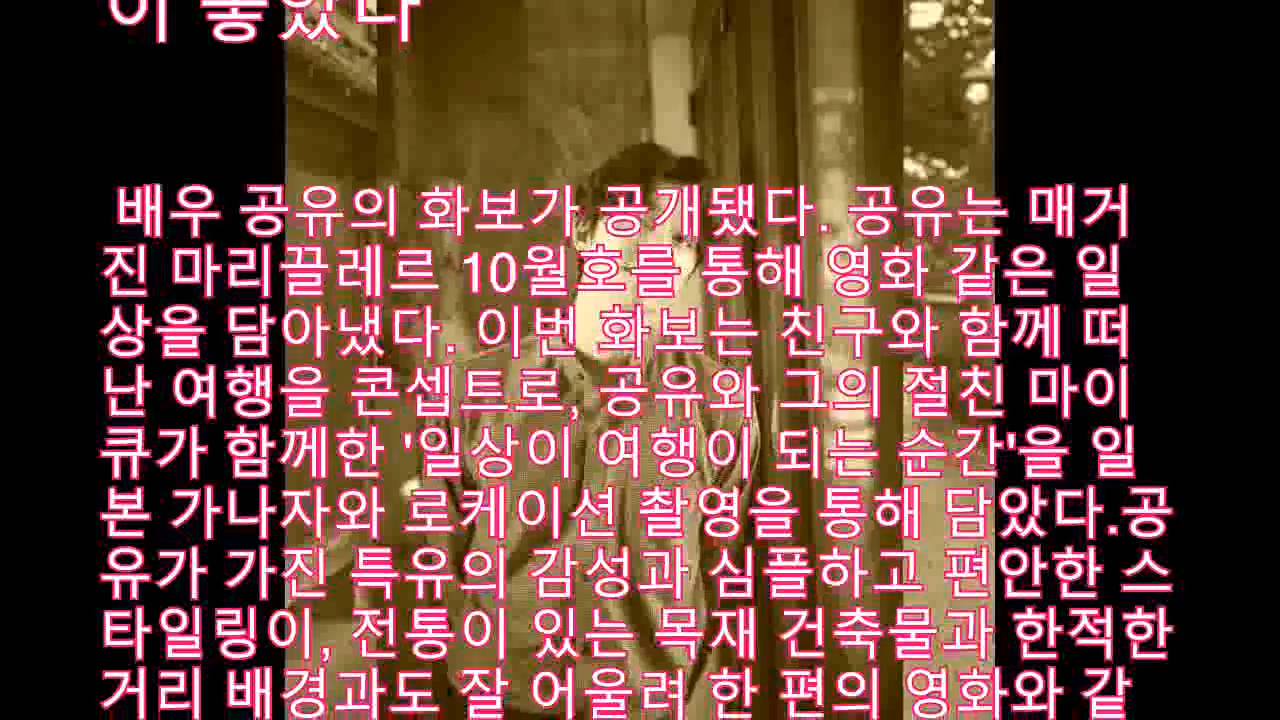 이 좋았다
배우 공유의 화보가 공개됐다. 공유는 매거
진 마리끌레르 10월호를 통해 영화 같은 일
상을 담아냈다. 이번 화보는 친구와 함께 떠
난 여행을 콘셉트로, 공유와 그의 절친 마이
큐가 함께한 '일상이 여행이 되는 순간'을 일
본 가나자와 로케이션 촬영을 통해 담았다.공
유가 가진 특유의 감성과 심플하고 편안한 스
타일링이, 전통이 있는 목재 건축물과 한적한
거리 배경과도 잘 어울려 한 편의 영화와 같